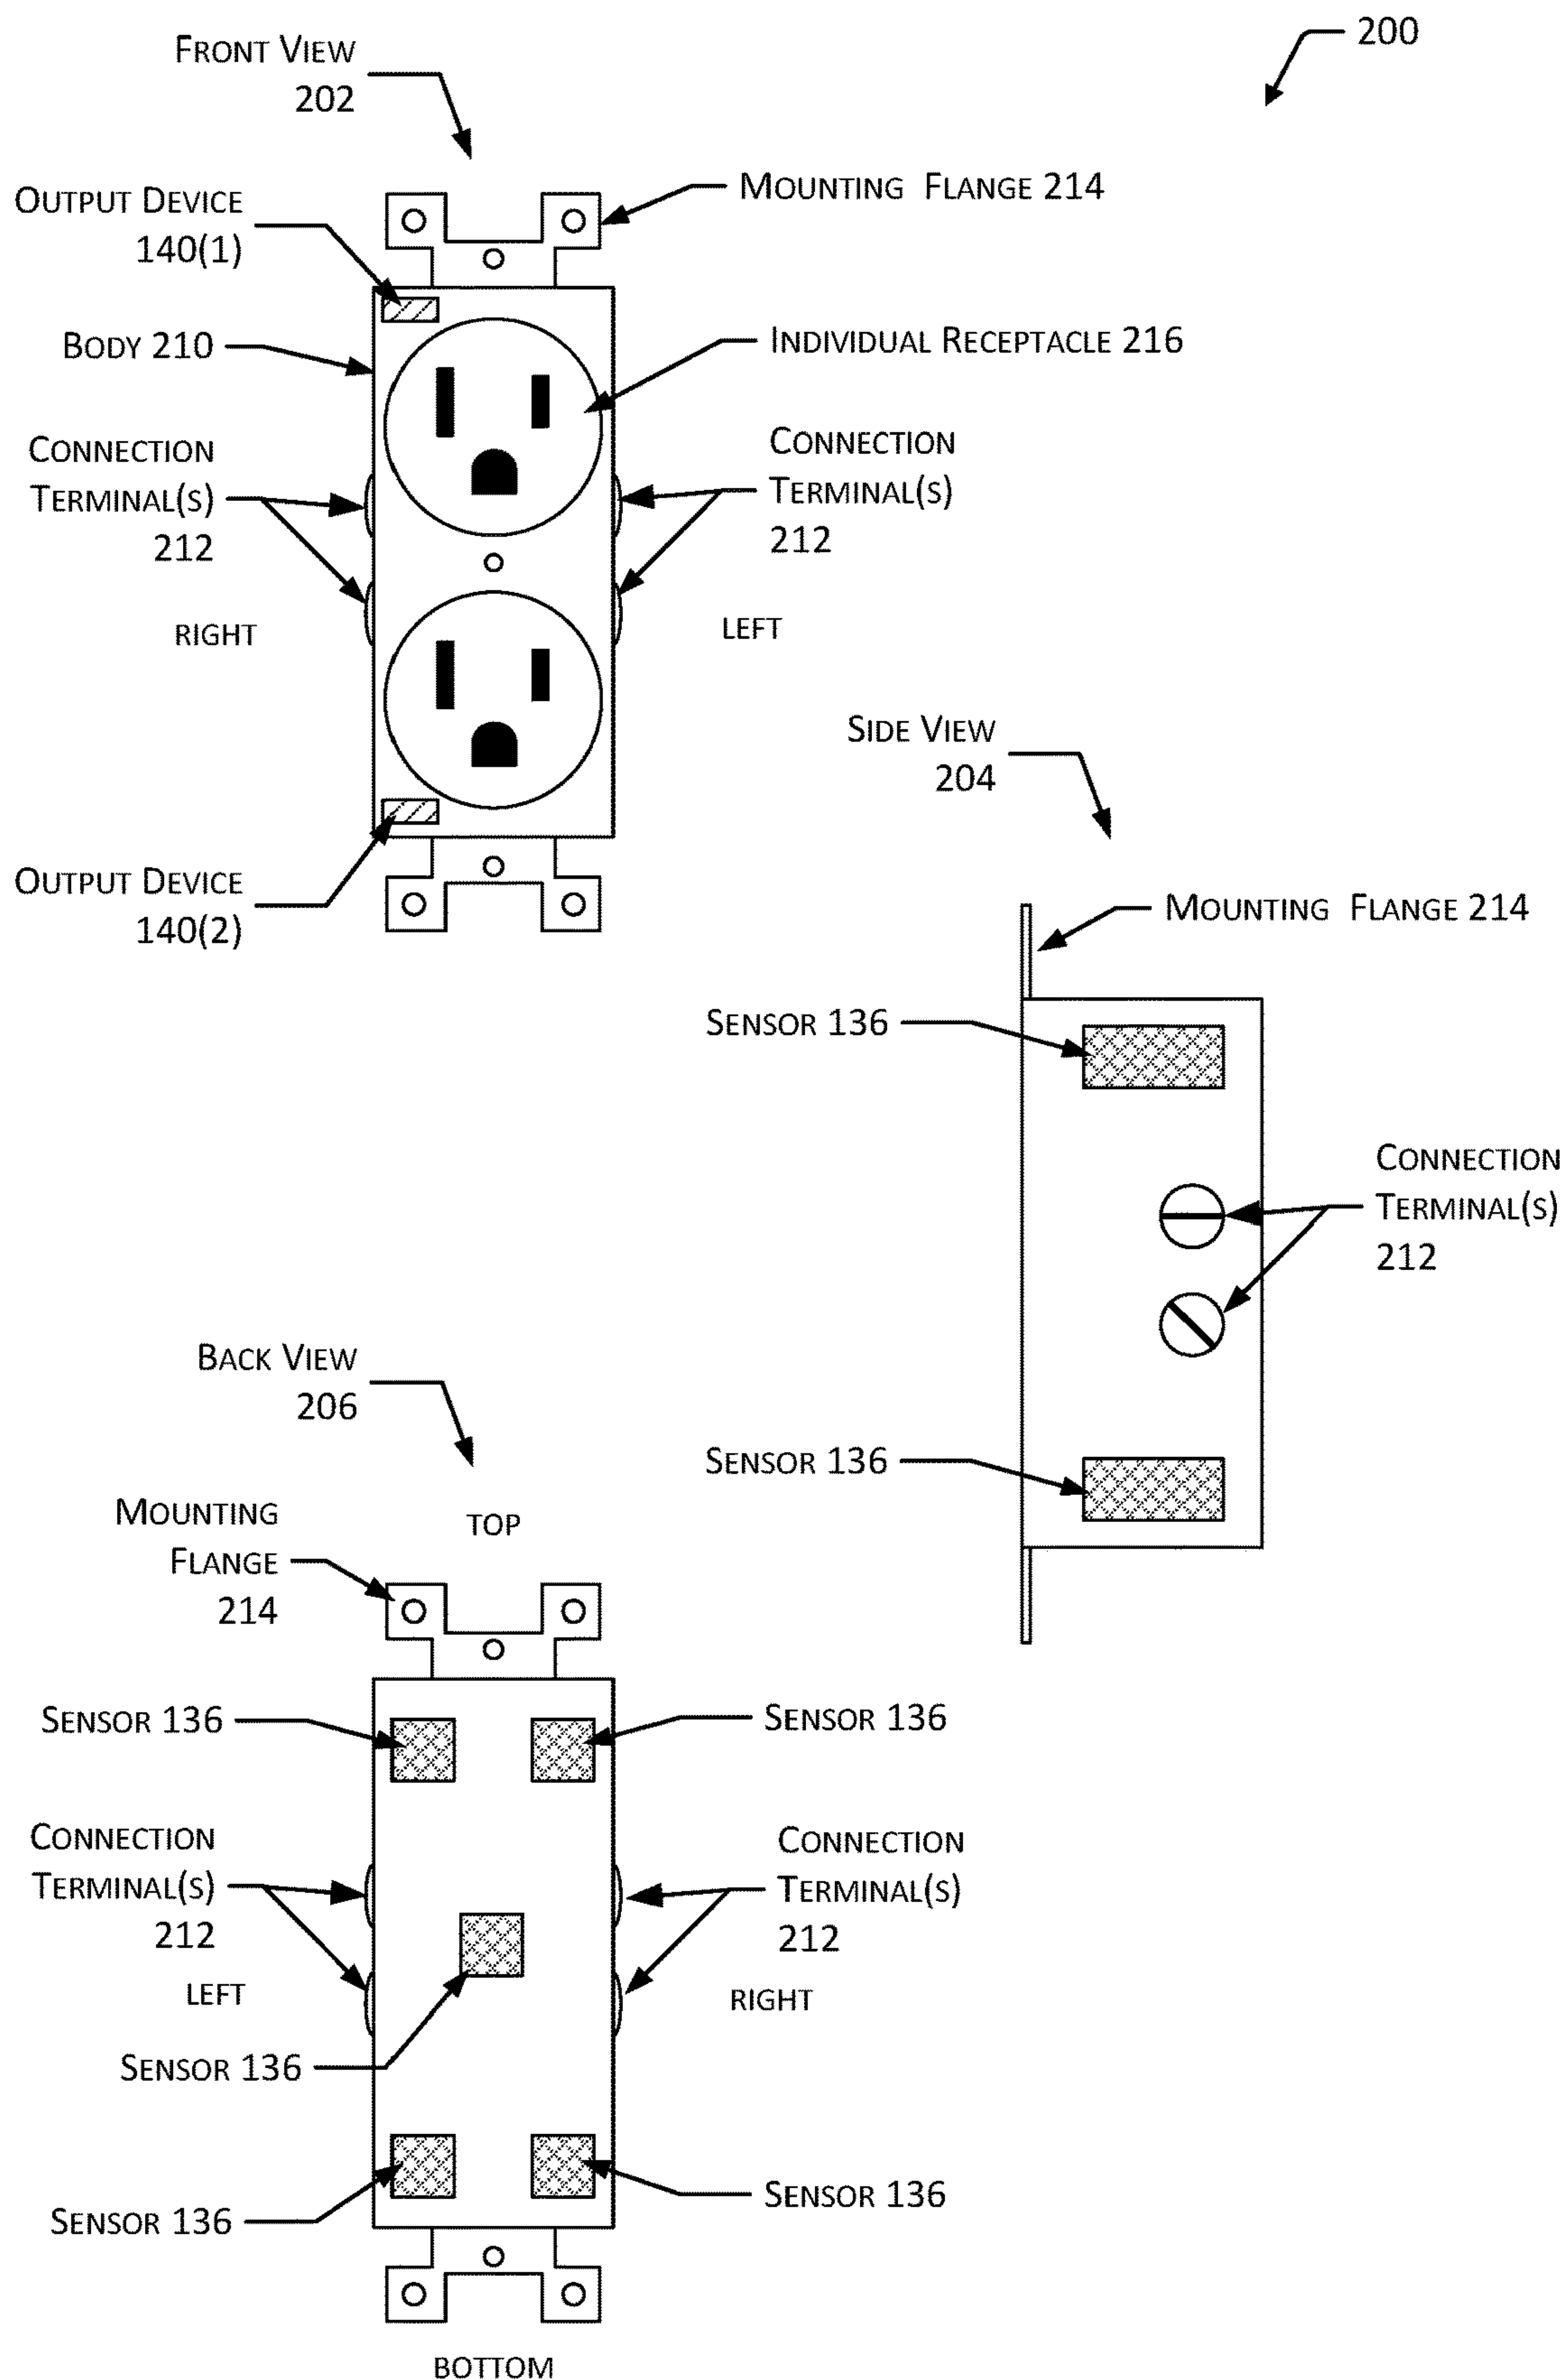 200
FRONT VIEW
202
OUTPUT DEVICE
140(1)
MOUNTING FLANGE 214
BODY 210
INDIVIDUAL RECEPTACLE 216
CONNECTION
TERMINAL(S)
212
CONNECTION
TERMINAL(S)
212
RIGHT
LEFT
OUTPUT DEVICE
140(2)
SIDE VIEW
204
MOUNTING FLANGE 214
SENSOR 136
CONNECTION
TERMINAL(S)
212
SENSOR 136
BACK VIEW
206
TOP
MOUNTING
FLANGE
214
SENSOR 136
SENSOR 136
CONNECTION
TERMINAL(S)
212
CONNECTION
TERMINAL(S)
212
LEFT
RIGHT
SENSOR 136
SENSOR 136
SENSOR 136
BOTTOM